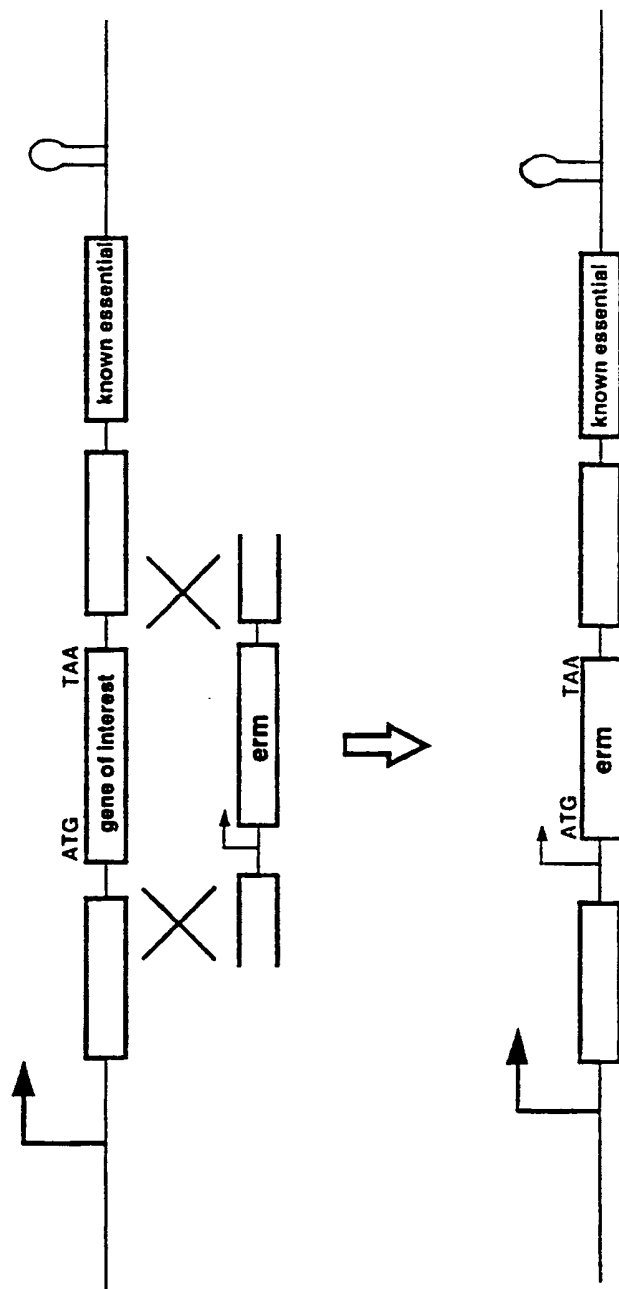 ATG
TAA
gene of interest
known essential
erm
ATG
TAA
erm
known essential